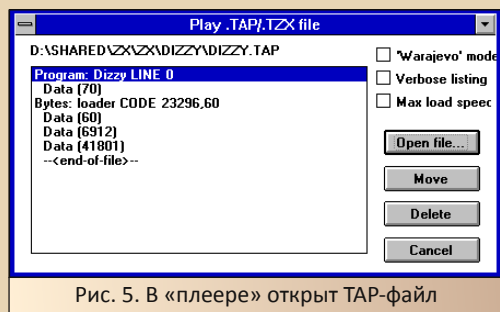 Play .TAP/.TZX file
D:\SHARED\ZX\ZX\DIZZY\DIZZY.TAP
Program: Dizzy LINE 0
Data (70)
Bytes: loader CODE 23296,60
Data (60)
Data (6912)
Data (41801)
--<end-of-file>--
'Warajevo' mode
Verbose listing
Max load speed
Open file...
Move
Delete
Cancel
Рис. 5. В «плеере» открыт TAP-файл